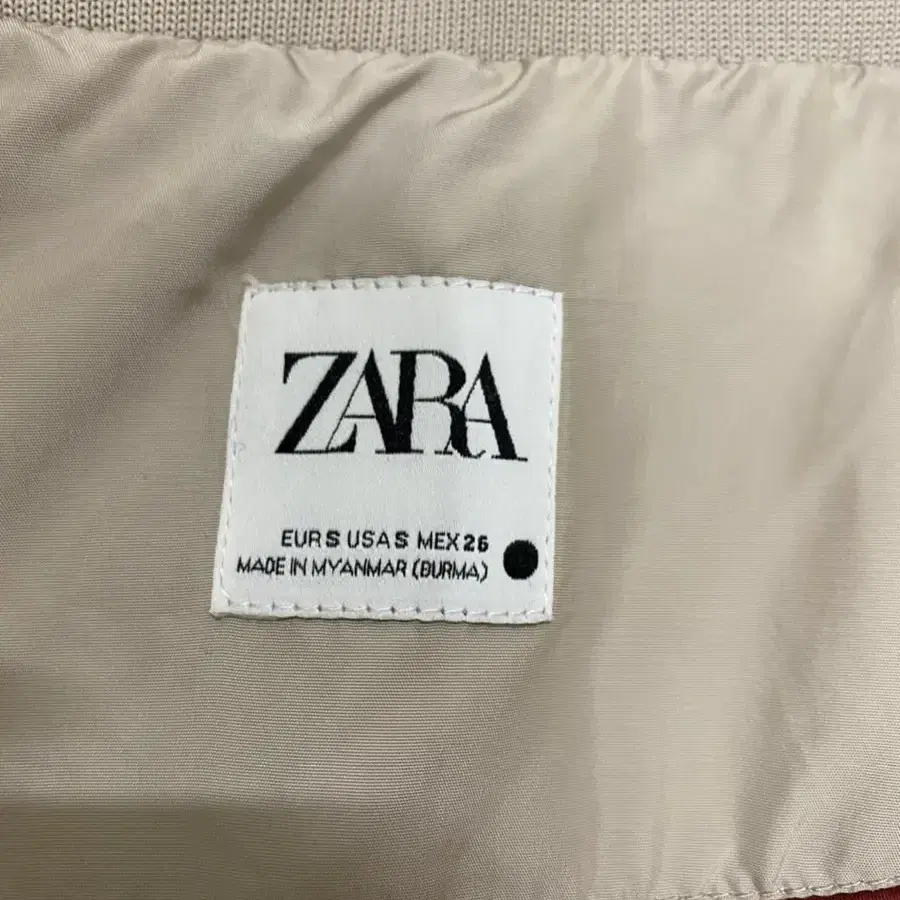 ZARA
EUR S USA S MEX 26
MADE IN MYANMAR (BURMA)